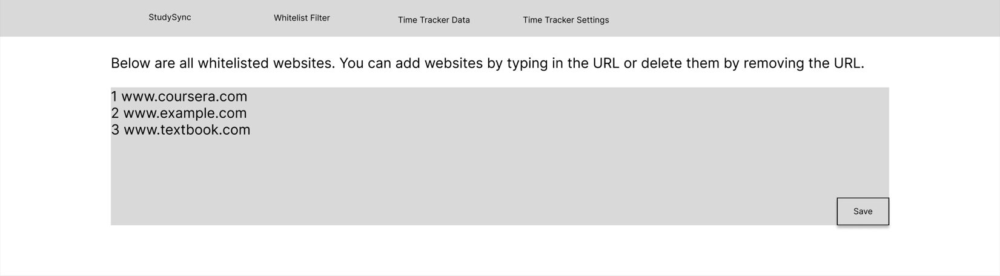 StudySync
Whitelist Filter
Time Tracker Data
Time Tracker Settings
Below are all whitelisted websites. You can add websites by typing in the URL or delete them by removing the URL.
1 www.coursera.com
2 www.example.com
3 www.textbook.com
Save